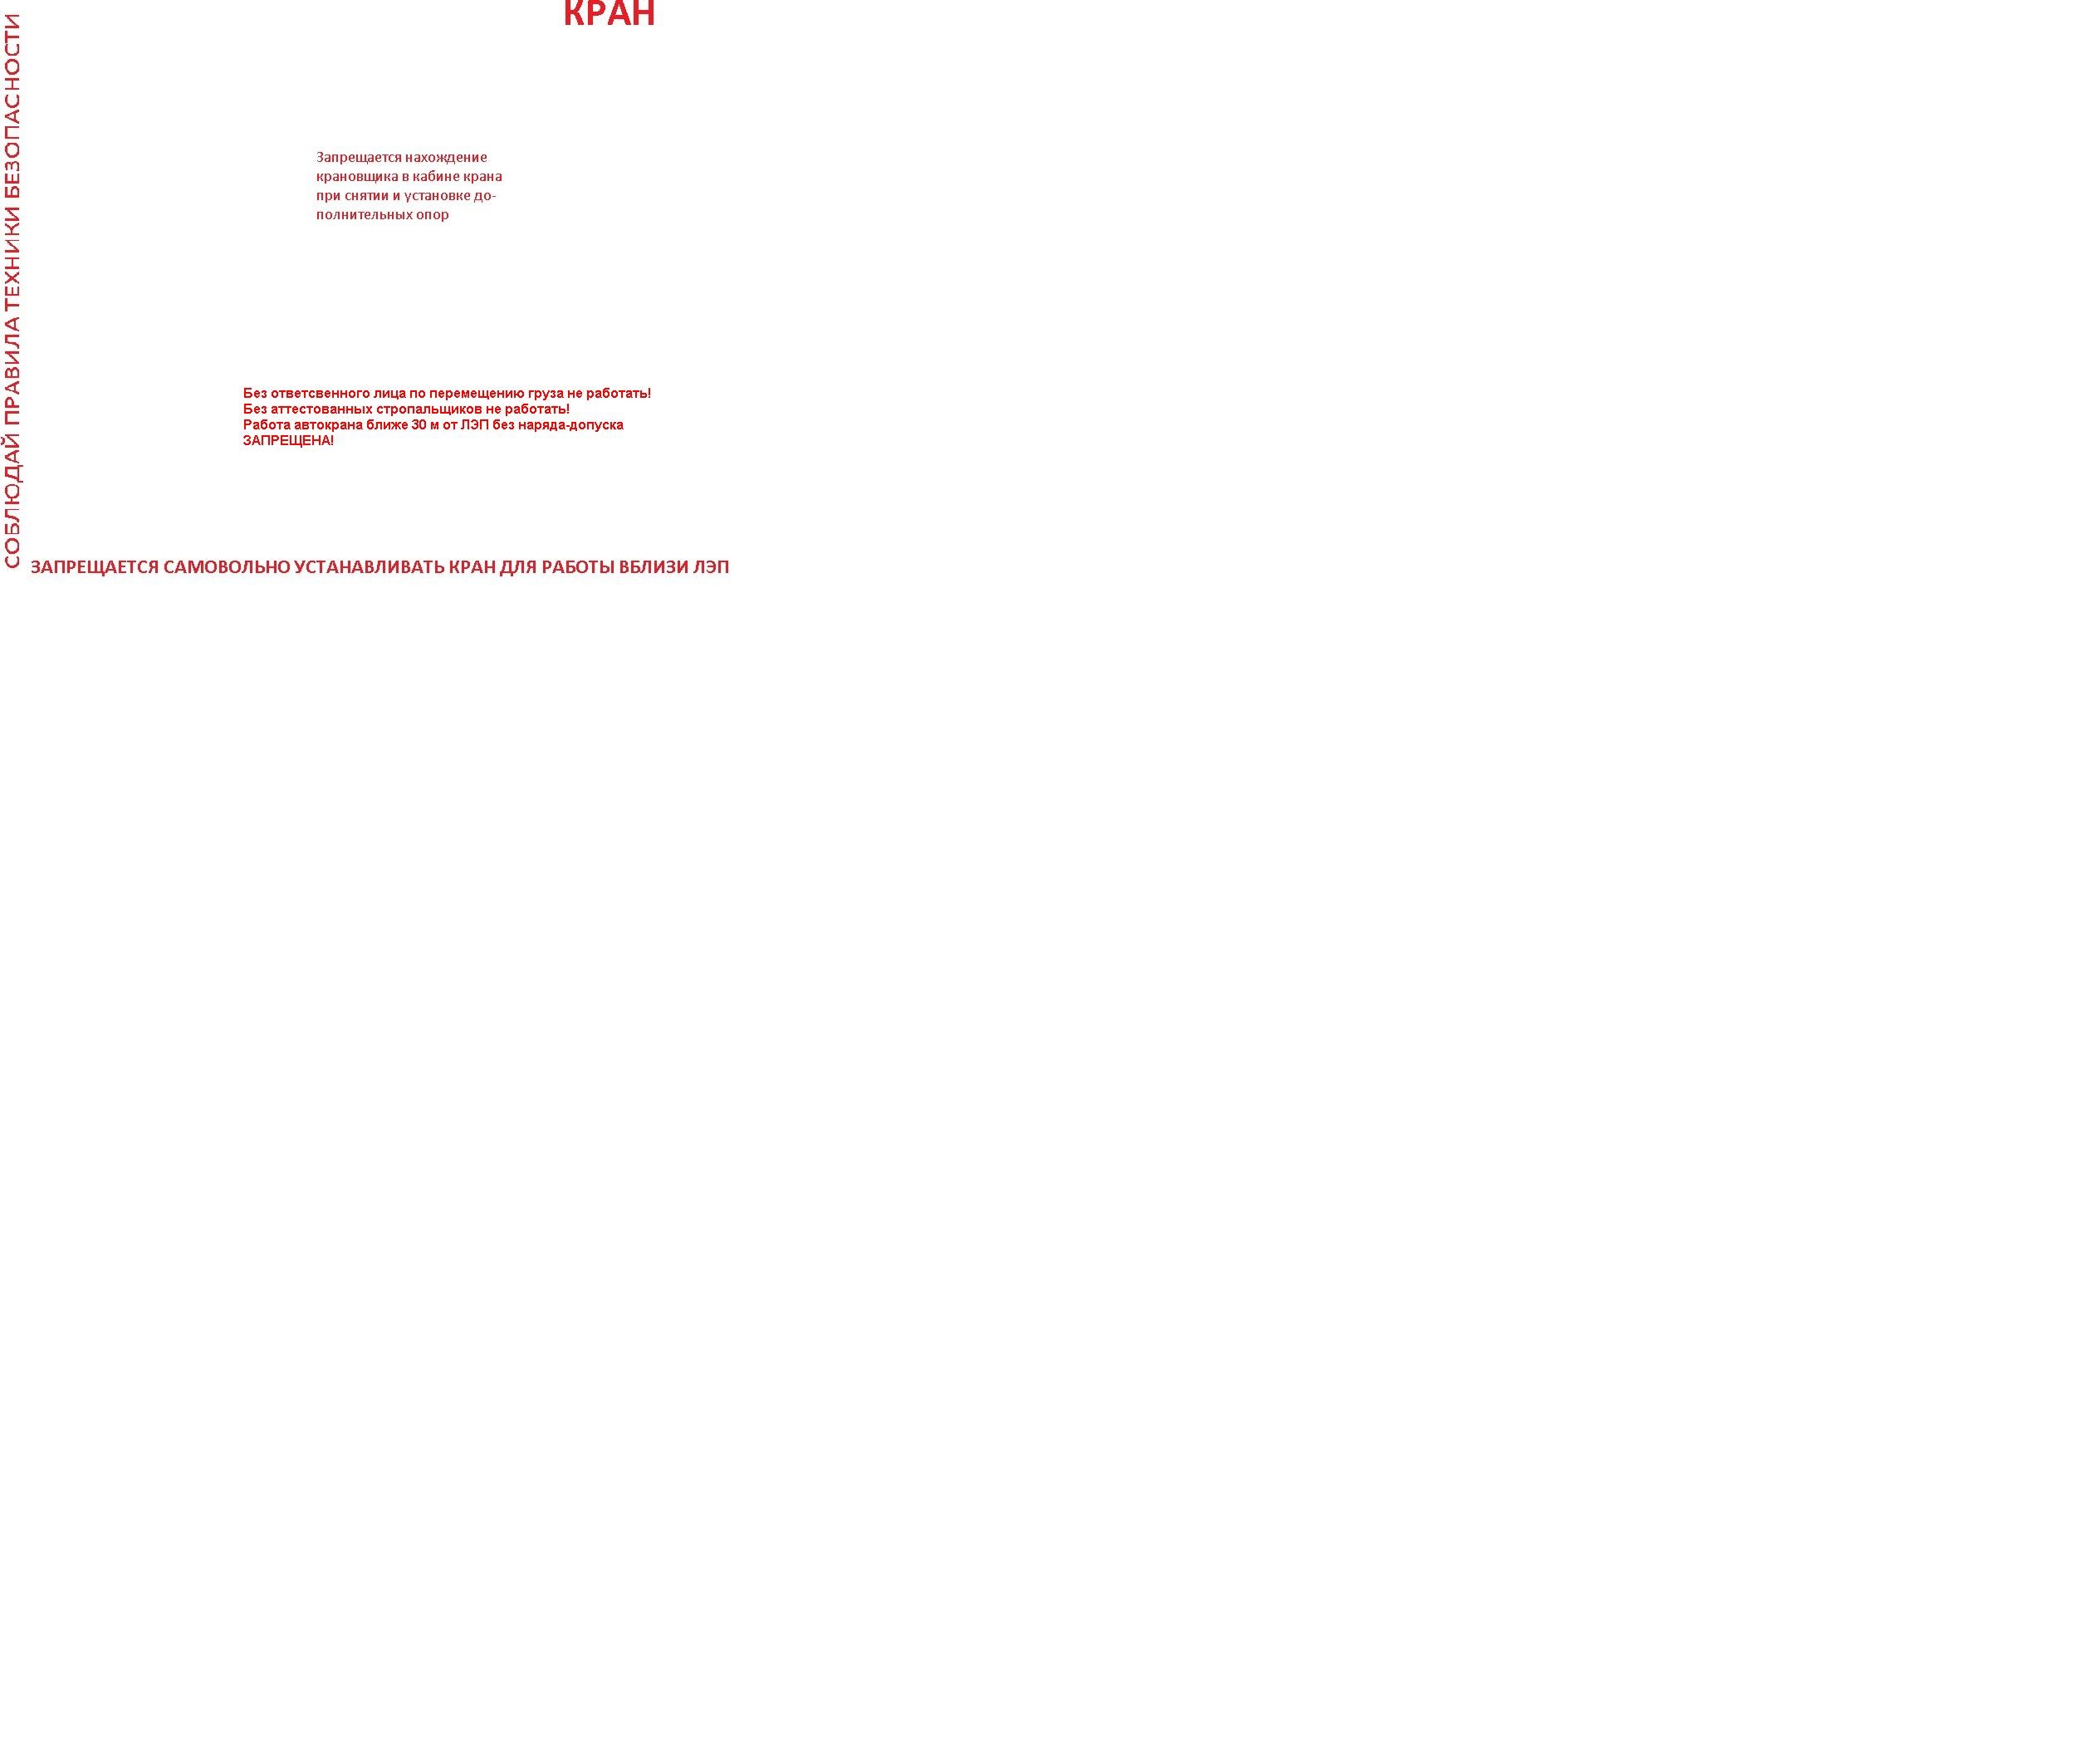 КРАН
СОБЛЮДАЙ ПРАВИЛА ТЕХНИКИ БЕЗОПАСНОСТИ
Запрещается нахождение
крановщика в кабине крана
при снятии и установке до-
полнительных опор
Без ответсвенного лица по перемещению груза не работать!
Без аттестованных стропальщиков не работать!
Работа автокрана ближе 30 м от ЛЭП без наряда-допуска
ЗАПРЕЩЕНА!
ЗАПРЕЩАЕТСЯ САМОВОЛЬНО УСТАНАВЛИВАТЬ КРАН ДЛЯ РАБОТЫ ВБЛИЗИ ЛЭП